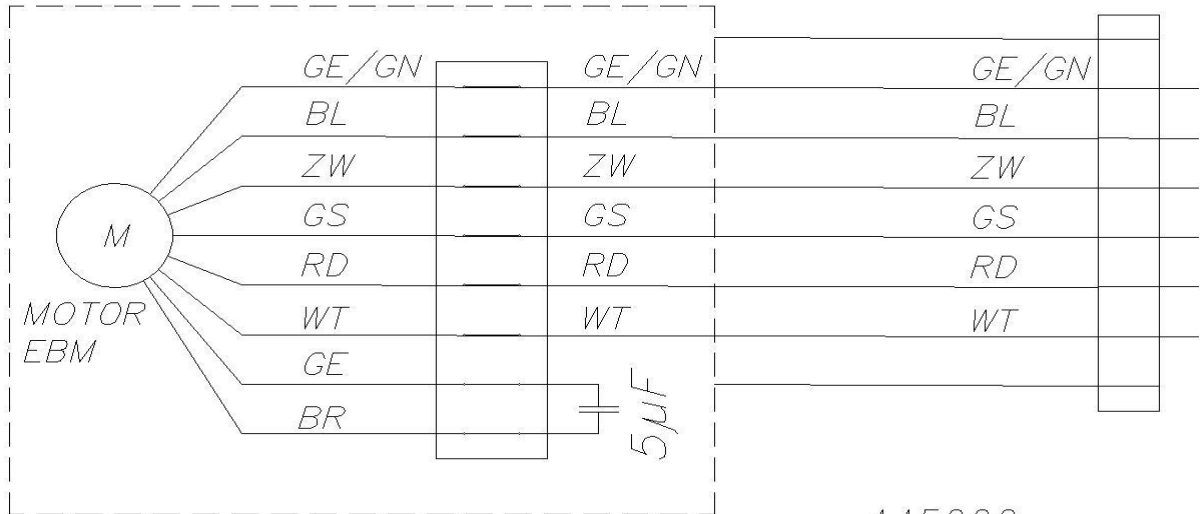 GE/GN GE/GN GE/GN
BL BL BL
ZW ZW ZW
GS GS GS
M
RD RD RD
MOTOR
EBM
WT WT WT
GE
BR
5µF